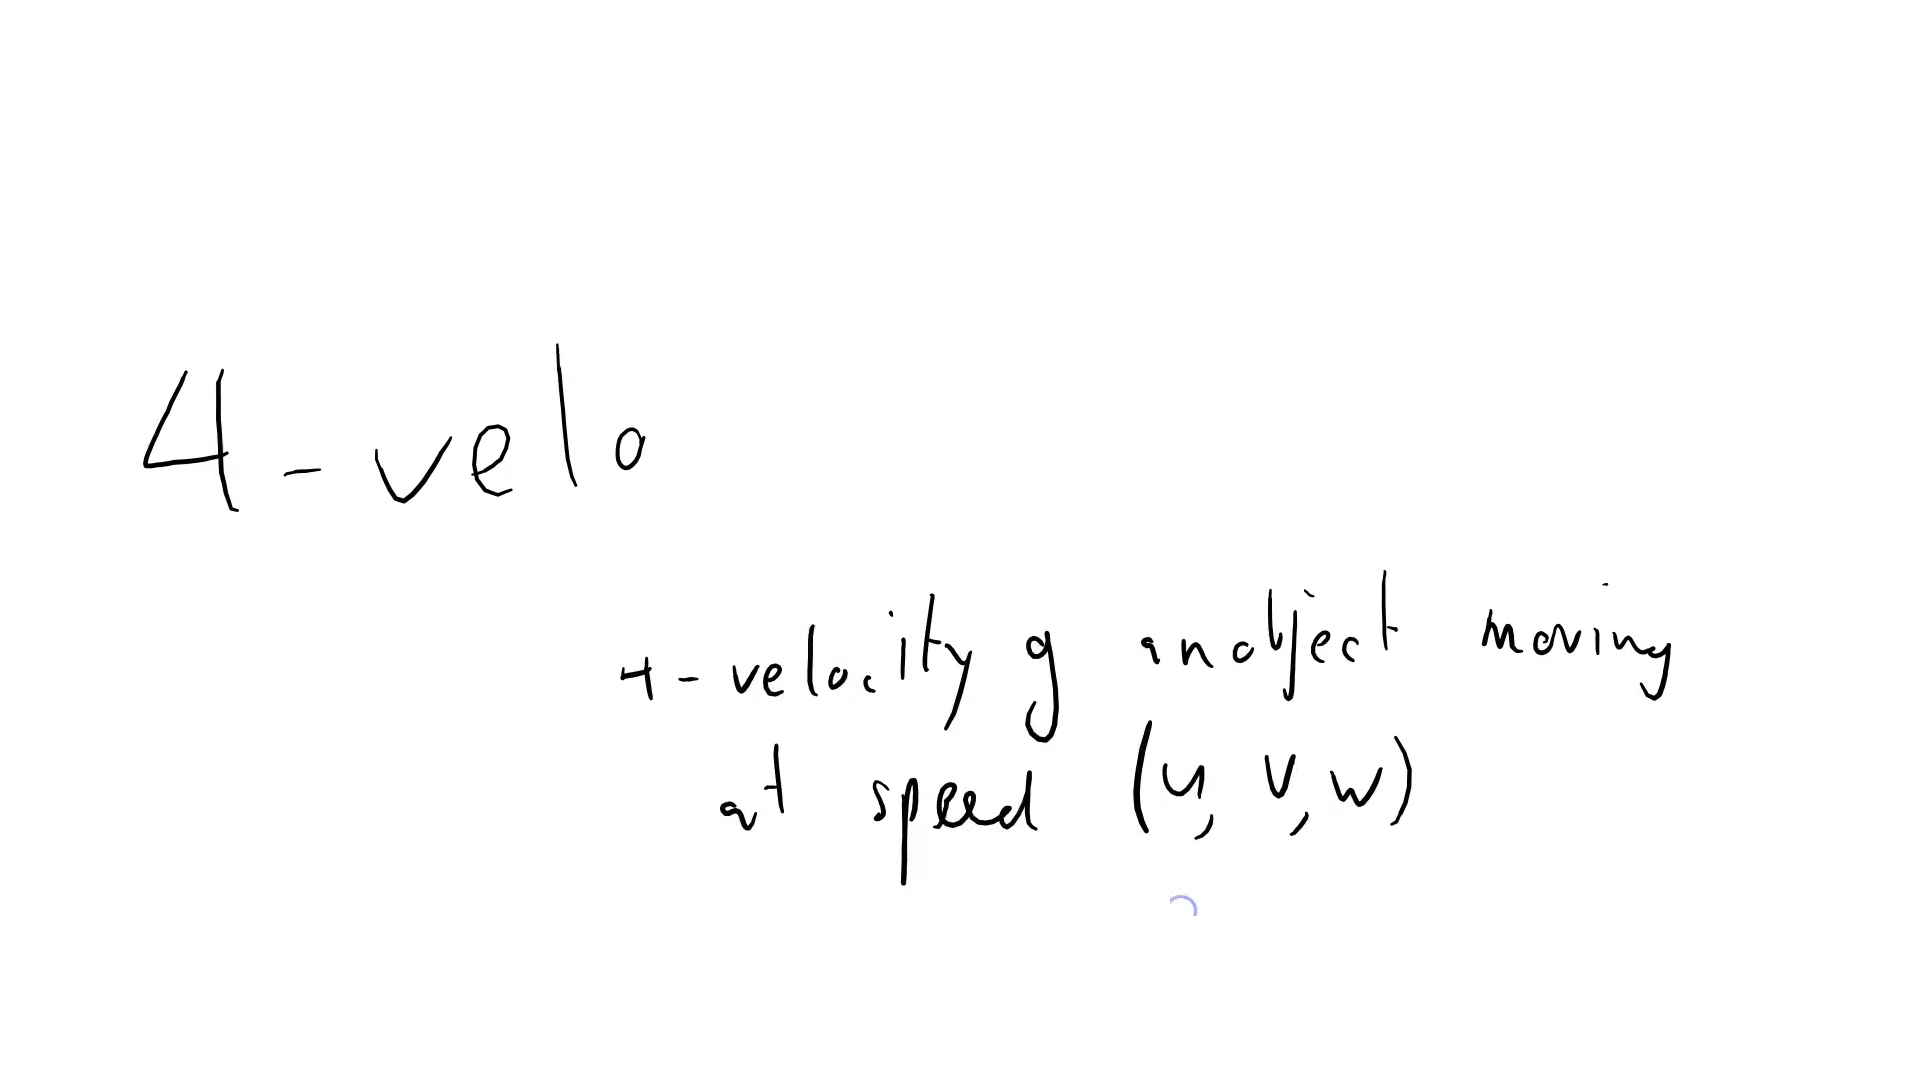 4-velo
4-velocity of an object moving
at speed (u, v, w)